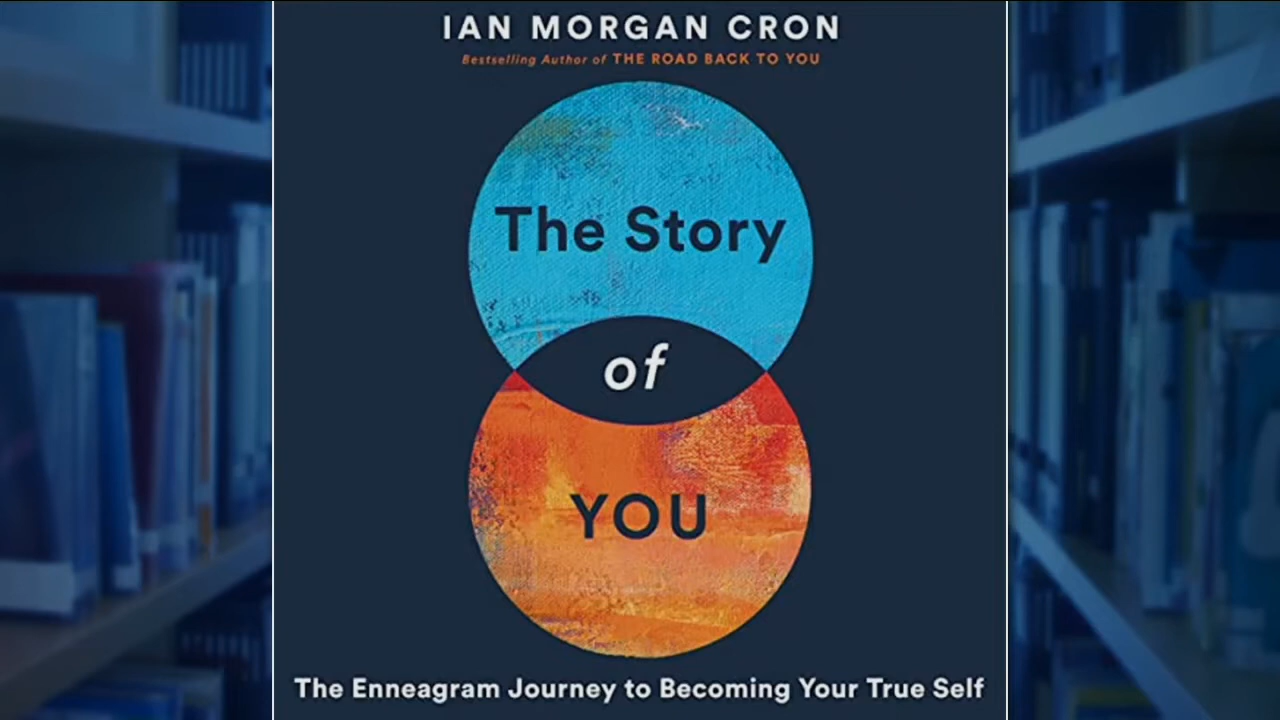 IAN MORGAN CRON
Bestselling Author of THE ROAD BACK TO YOU
The Story
of
YOU
The Enneagram Journey to Becoming Your True Self